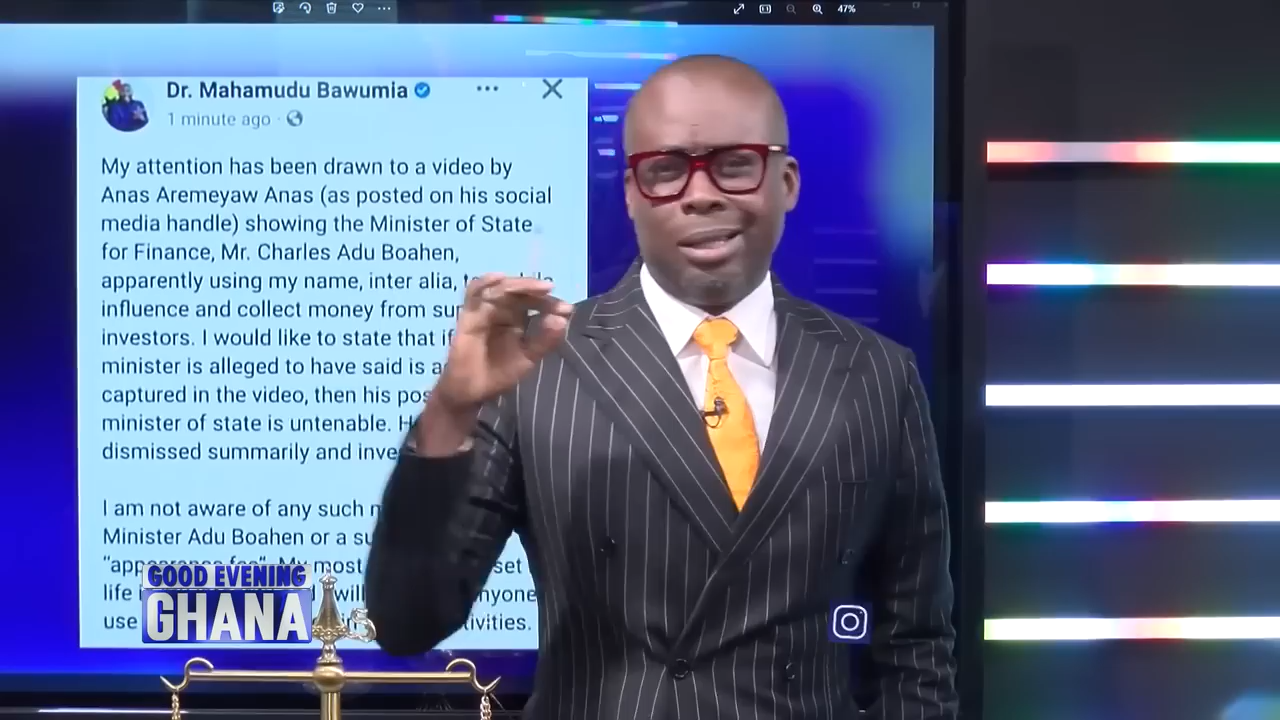 47%
Dr. Mahamudu Bawumia
1 minute ago
My attention has been drawn to a video by
Anas Aremeyaw Anas (as posted on his social
media handle) showing the Minister of State
for Finance, Mr. Charles Adu Boahen,
apparently using my name, inter alia,
influence and collect money from
investors. I would like to state that if
minister is alleged to have said is
captured in the video, then his
minister of state is untenable.
dismissed summarily and
I am not aware of any such
Minister Adu Boahen or a
most set
life
use
GOOD EVENING
GHANA